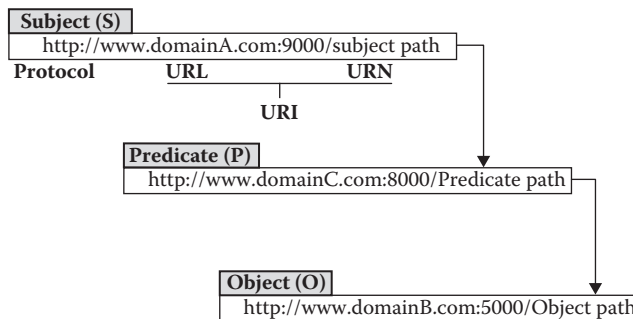 Subject (S)
http://www.domainA.com:9000/subject path
Protocol URL URN
URI
Predicate (P)
http://www.domainC.com:8000/Predicate path
Object (O)
http://www.domainB.com:5000/Object path